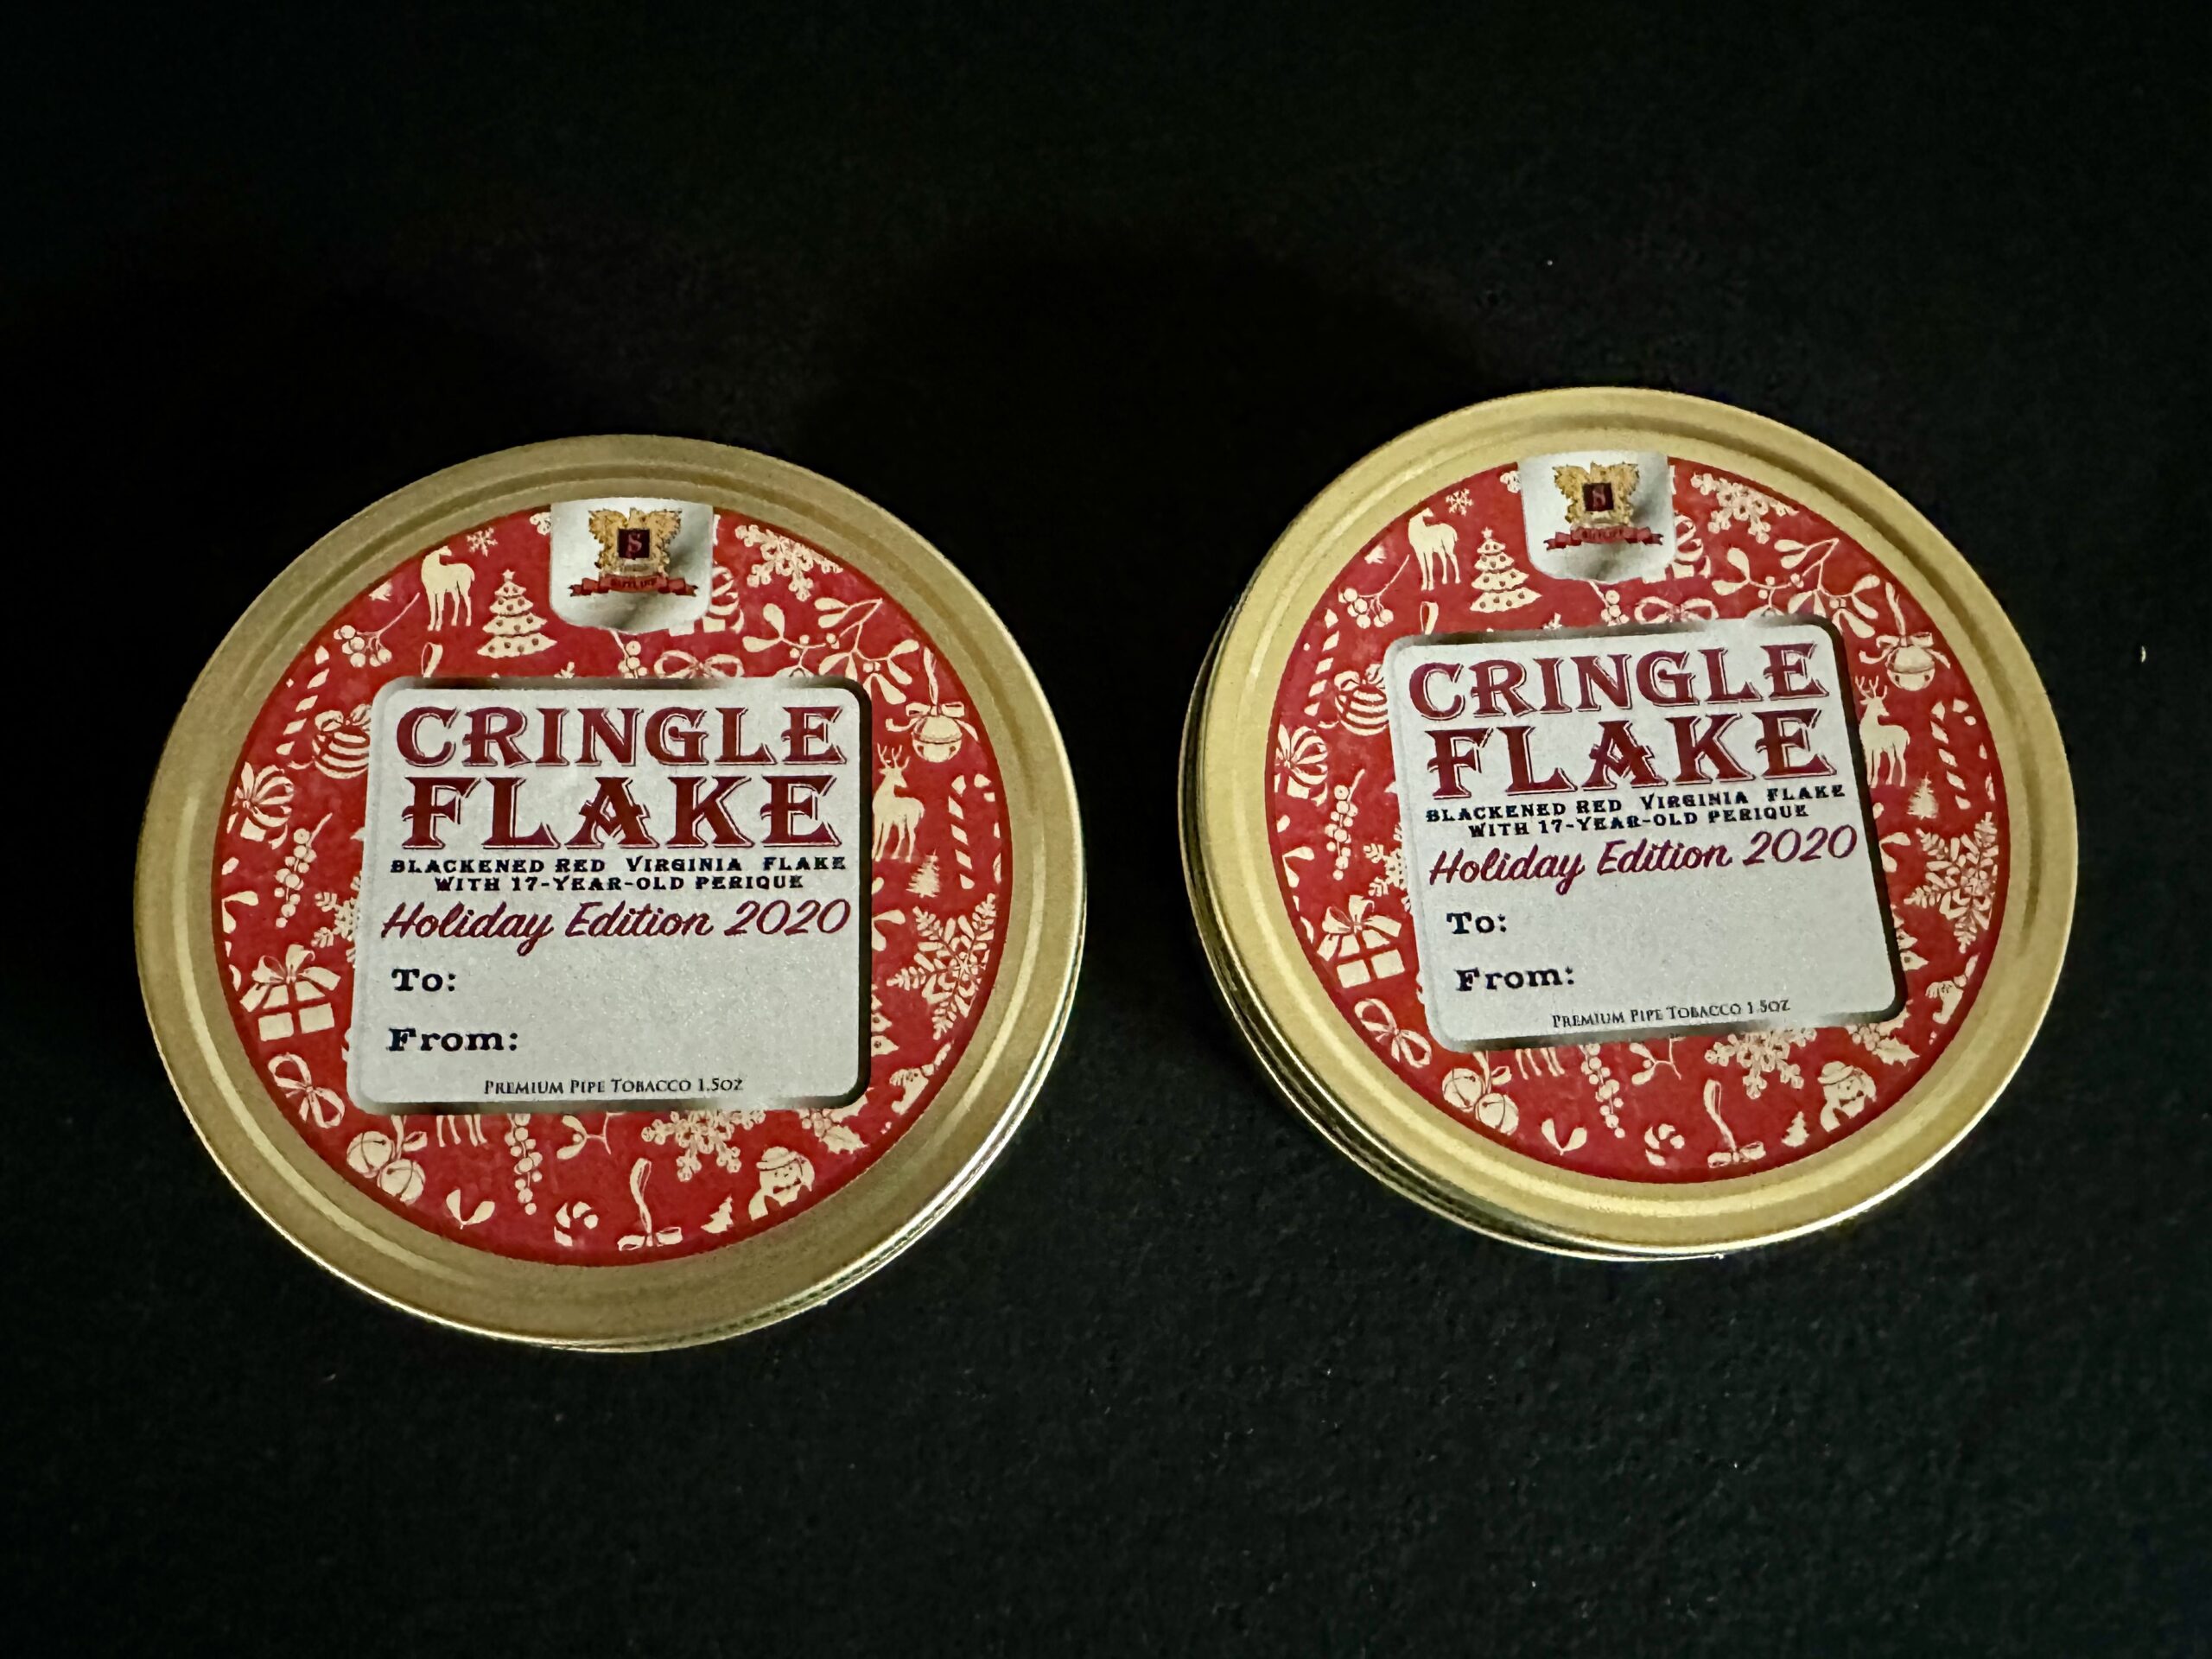 S
SUTLIFF
CRINGLE
FLAKE
BLACKENED RED VIRGINIA FLAKE
WITH 17-YEAR-OLD PERIQUE
Holiday Edition 2020
To:
From:
PREMIUM PIPE TOBACCO 1.5OZ
S
SUTLIFF
CRINGLE
FLAKE
BLACKENED RED VIRGINIA FLAKE
WITH 17-YEAR-OLD PERIQUE
Holiday Edition 2020
To:
From:
PREMIUM PIPE TOBACCO 1.5OZ